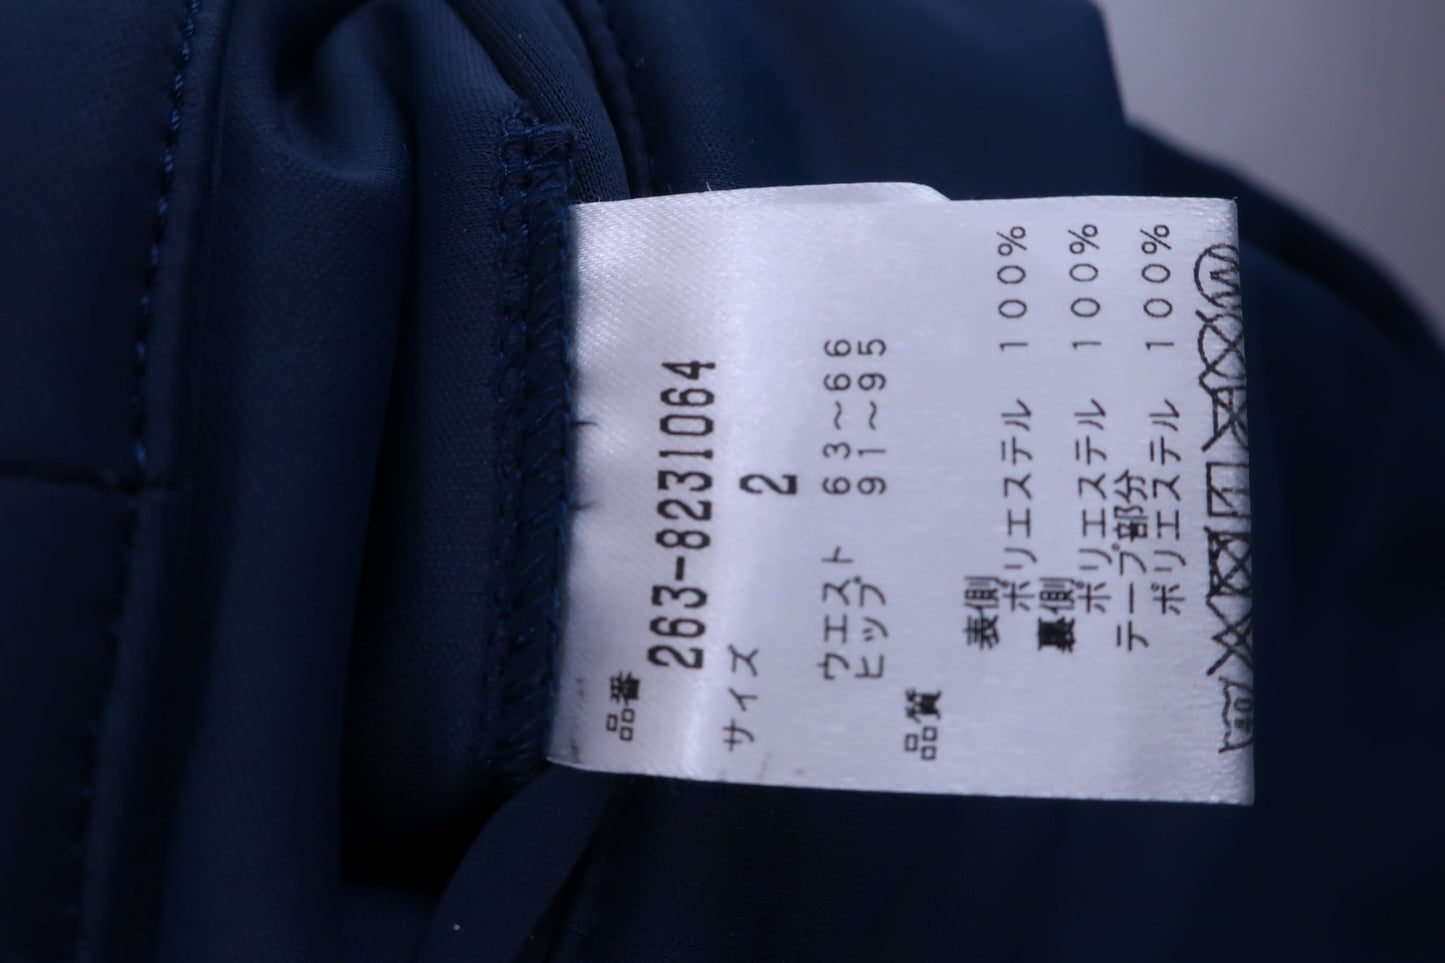 品番
263-8231064
サイズ
2
ウエスト 63～66
ヒップ 91～95
品質
表側
ポリエステル 100%
裏側
ポリエステル 100%
テープ部分
ポリエステル 100%
40
W